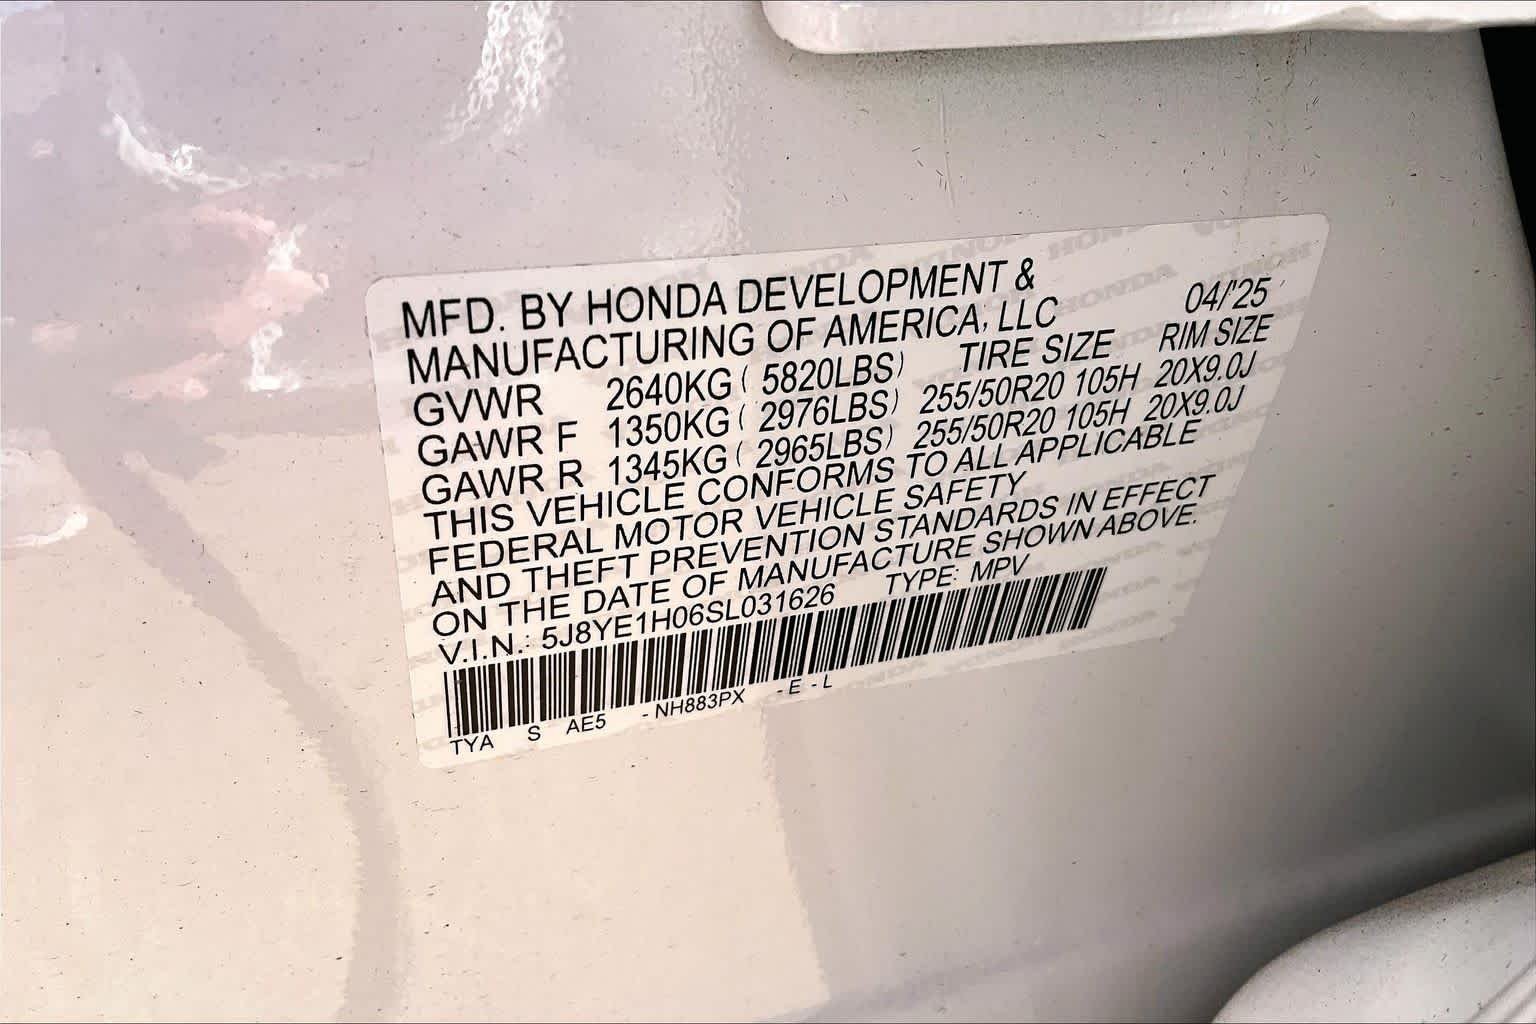 MFD. BY HONDA DEVELOPMENT &
MANUFACTURING OF AMERICA, LLC 04/'25
GVWR 2640KG ( 5820LBS) TIRE SIZE RIM SIZE
GAWR F 1350KG ( 2976LBS) 255/50R20 105H 20X9.0J
GAWR R 1345KG ( 2965LBS) 255/50R20 105H 20X9.0J
THIS VEHICLE CONFORMS TO ALL APPLICABLE
FEDERAL MOTOR VEHICLE SAFETY
AND THEFT PREVENTION STANDARDS IN EFFECT
ON THE DATE OF MANUFACTURE SHOWN ABOVE.
V.I.N.: 5J8YE1H06SL031626 TYPE: MPV
TYA S AE5 - NH883PX - E - L